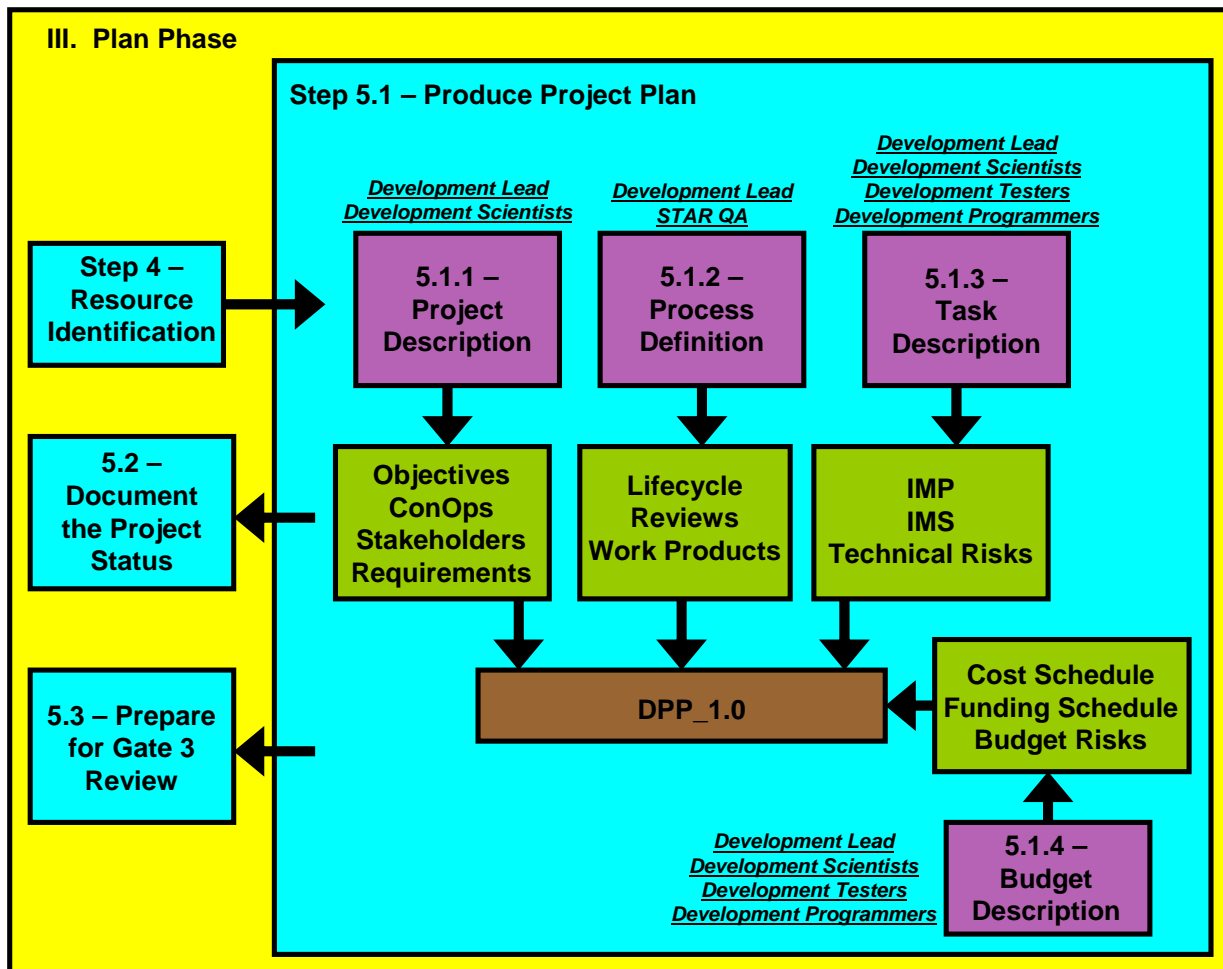 III.  Plan Phase
Step 5.1 – Produce Project Plan
Development Lead
Development Scientists
Development Lead
STAR QA
Development Lead
Development Scientists
Development Testers
Development Programmers
Step 4 –
Resource
Identification
5.1.1 –
Project
Description
5.1.2 –
Process
Definition
5.1.3 –
Task
Description
5.2 –
Document
the Project
Status
Objectives
ConOps
Stakeholders
Requirements
Lifecycle
Reviews
Work Products
IMP
IMS
Technical Risks
5.3 – Prepare
for Gate 3
Review
DPP_1.0
Cost Schedule
Funding Schedule
Budget Risks
Development Lead
Development Scientists
Development Testers
Development Programmers
5.1.4 –
Budget
Description